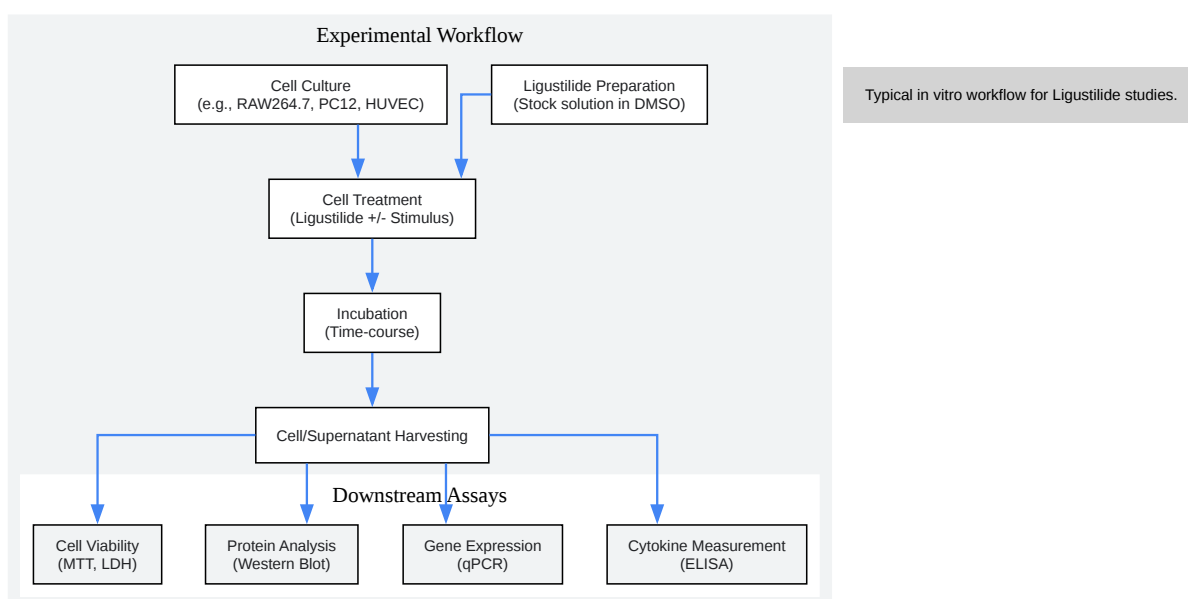 Experimental Workflow
Cell Culture
(e.g., RAW264.7, PC12, HUVEC)
Ligustilide Preparation
(Stock solution in DMSO)
Typical in vitro workflow for Ligustilide studies.
Cell Treatment
(Ligustilide +/- Stimulus)
Incubation
(Time-course)
Cell/Supernatant Harvesting
Downstream Assays
Cell Viability
(MTT, LDH)
Protein Analysis
(Western Blot)
Gene Expression
(qPCR)
Cytokine Measurement
(ELISA)